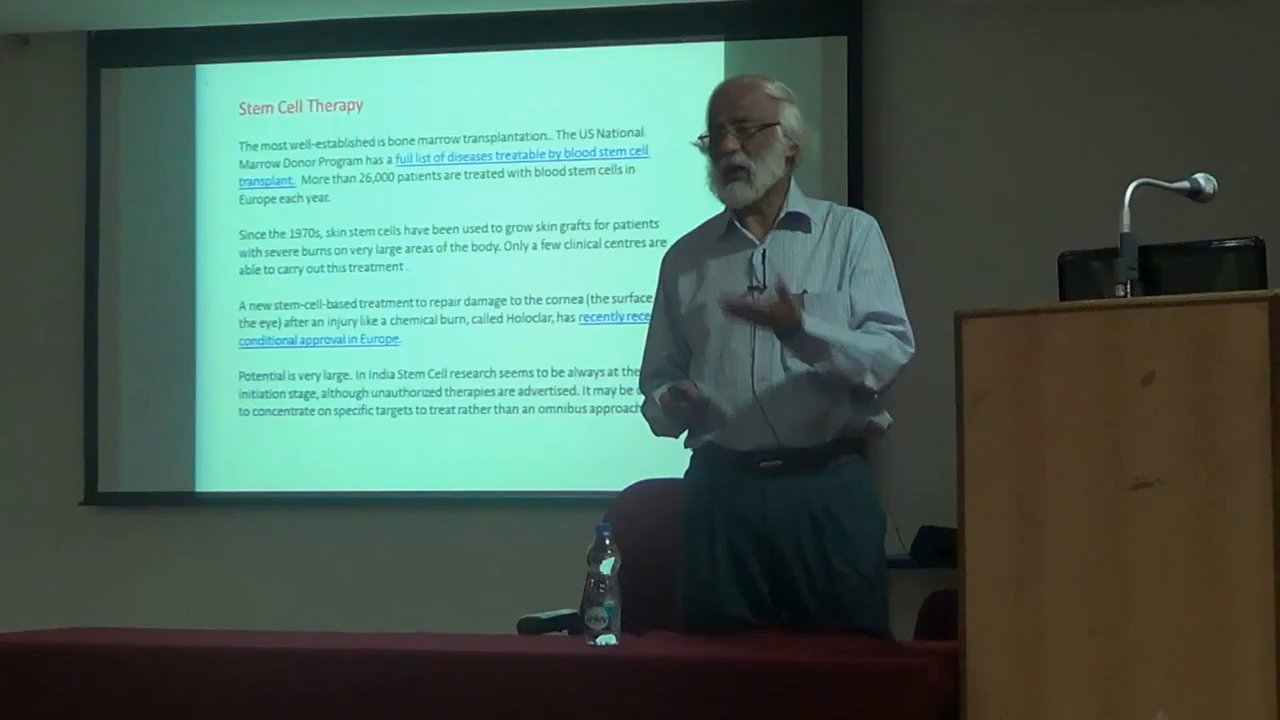 Stem Cell Therapy
The most well-established is bone marrow transplantation.. The US National
Marrow Donor Program has a full list of diseases treatable by blood stem cell
transplant. More than 26,000 patients are treated with blood stem cells in
Europe each year.
Since the 1970s, skin stem cells have been used to grow skin grafts for patients
with severe burns on very large areas of the body. Only a few clinical centres are
able to carry out this treatment .
A new stem-cell-based treatment to repair damage to the cornea (the surface
the eye) after an injury like a chemical burn, called Holoclar, has recently rece
conditional approval in Europe.
Potential is very large. In India Stem Cell research seems to be always at the
initiation stage, although unauthorized therapies are advertised. It may be
to concentrate on specific targets to treat rather than an omnibus approach